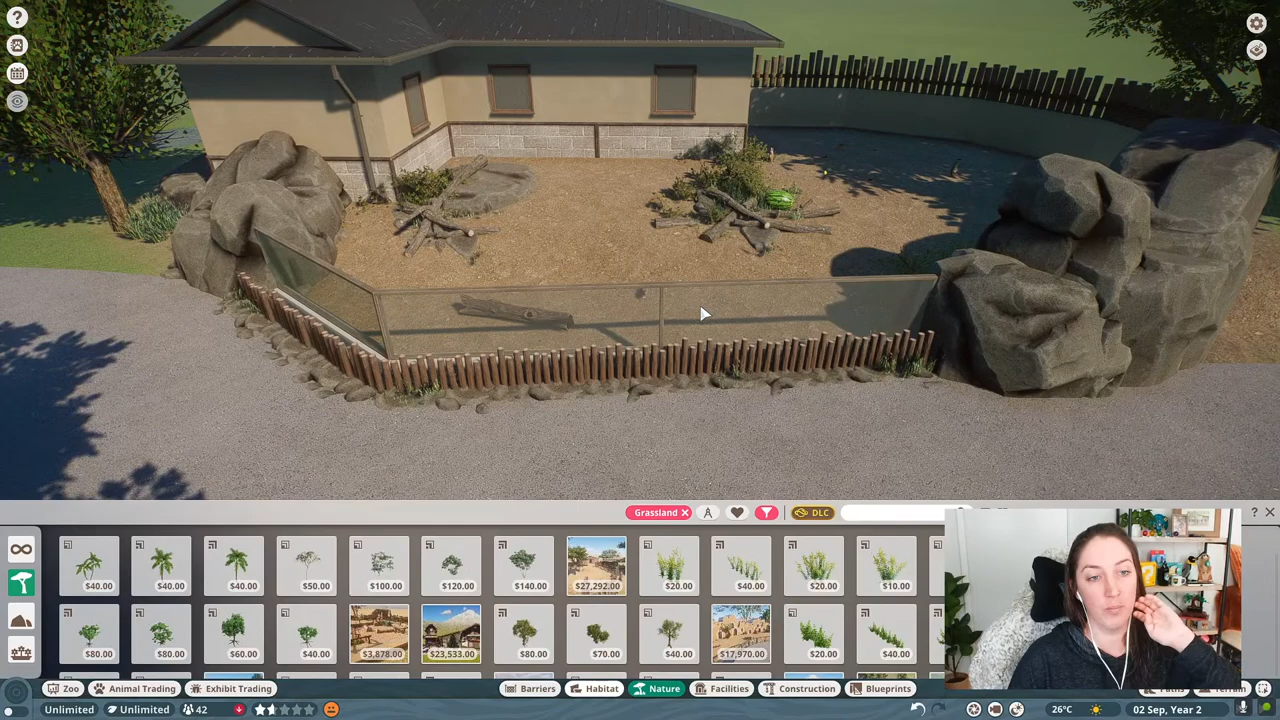 Grassland ×
DLC
?
$40.00 $40.00 $40.00 $50.00 $100.00 $120.00 $140.00 $27,292.00 $20.00 $40.00 $20.00 $10.00
$80.00 $80.00 $60.00 $40.00 $3,878.00 $23,533.00 $80.00 $70.00 $40.00 $17,970.00 $20.00 $40.00
Zoo Animal Trading Exhibit Trading Barriers Habitat Nature Facilities Construction Blueprints Paths Terrain
Unlimited Unlimited 42 26°C 02 Sep, Year 2